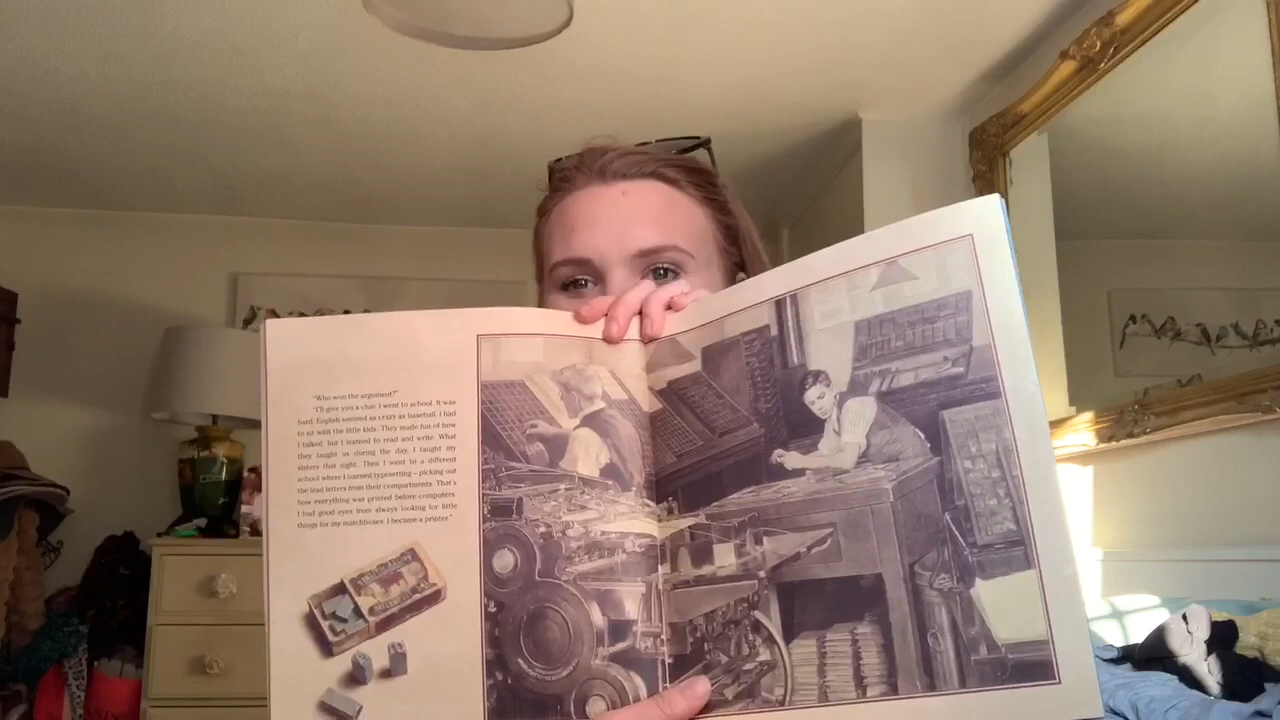 "Who won the argument?"
"I'll give you a clue: I went to school. It was
hard. English seemed as crazy as baseball. I had
to sit with the little kids. They made fun of how
I talked, but I learned to read and write. What
they taught us during the day, I taught my
sisters that night. Then I went to a different
school where I learned typesetting – picking out
the lead letters from their compartments. That's
how everything was printed before computers.
I had good eyes from always looking for little
things for my matchboxes. I became a printer."